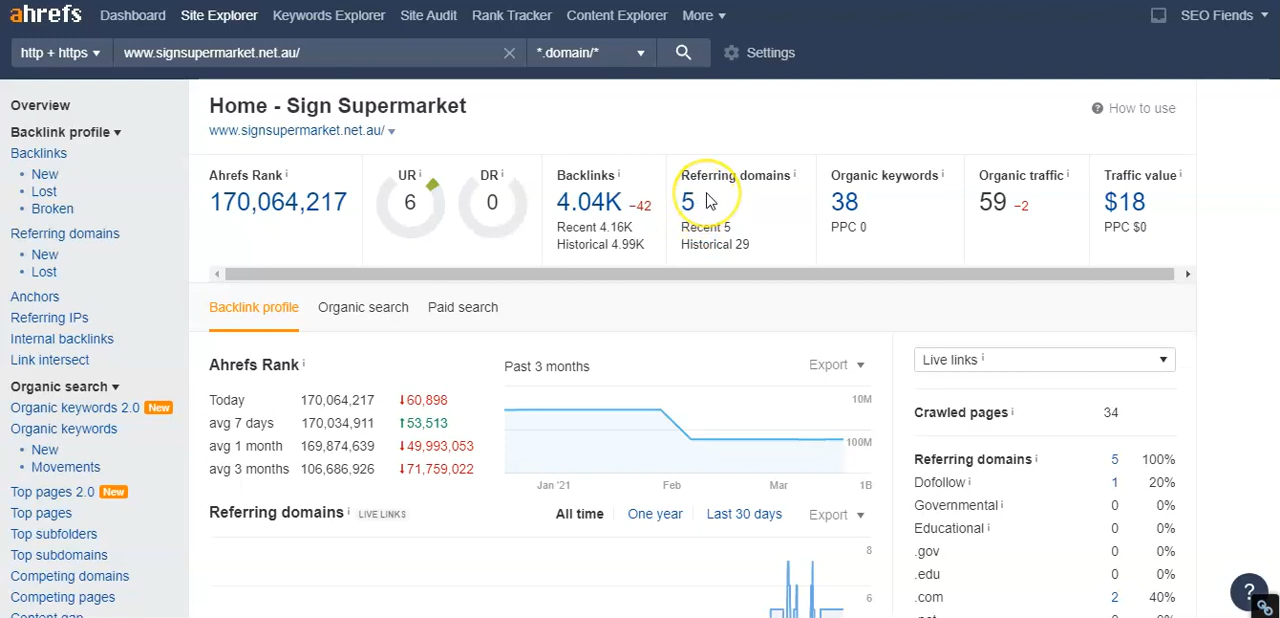 ahrefs Dashboard Site Explorer Keywords Explorer Site Audit Rank Tracker Content Explorer More SEO Fiends
http + https www.signsupermarket.net.au/ *.domain/* Settings
Overview
Backlink profile
Backlinks
New
Lost
Broken
Referring domains
New
Lost
Anchors
Referring IPs
Internal backlinks
Link intersect
Organic search
Organic keywords 2.0 New
Organic keywords
New
Movements
Top pages 2.0 New
Top pages
Top subfolders
Top subdomains
Competing domains
Competing pages
Content gap
Home - Sign Supermarket
How to use
www.signsupermarket.net.au/
Ahrefs Rank i
170,064,217
UR i
6
DR i
0
Backlinks i
4.04K -42
Recent 4.16K
Historical 4.99K
Referring domains i
5
Recent 5
Historical 29
Organic keywords i
38
PPC 0
Organic traffic i
59 -2
Traffic value i
$18
PPC $0
Backlink profile Organic search Paid search
Ahrefs Rank i
Past 3 months Export
Today 170,064,217 ↓60,898
avg 7 days 170,034,911 ↑53,513
avg 1 month 169,874,639 ↓49,993,053
avg 3 months 106,686,926 ↓71,759,022
10M
100M
1B
Jan '21 Feb Mar
Referring domains i LIVE LINKS
All time One year Last 30 days Export
8
6
Live links i
Crawled pages i 34
Referring domains i 5 100%
Dofollow i 1 20%
Governmental i 0 0%
Educational i 0 0%
.gov 0 0%
.edu 0 0%
.com 2 40%
?